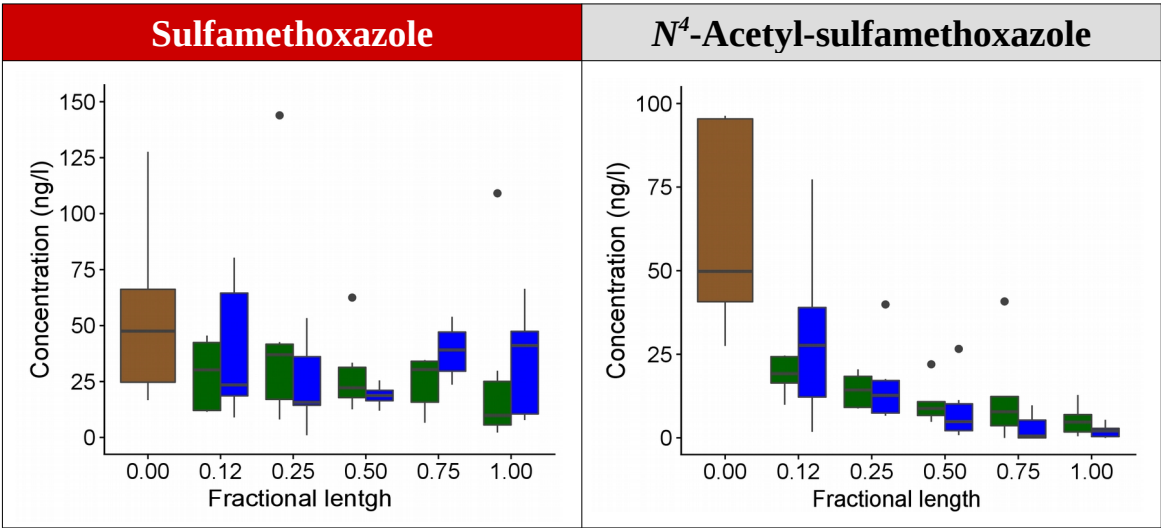 Sulfamethoxazole
N⁴-Acetyl-sulfamethoxazole
Concentration (ng/l)
150
125
100
75
50
25
0
0.00 0.12 0.25 0.50 0.75 1.00
Fractional lentgh
Concentration (ng/l)
100
75
50
25
0
0.00 0.12 0.25 0.50 0.75 1.00
Fractional length